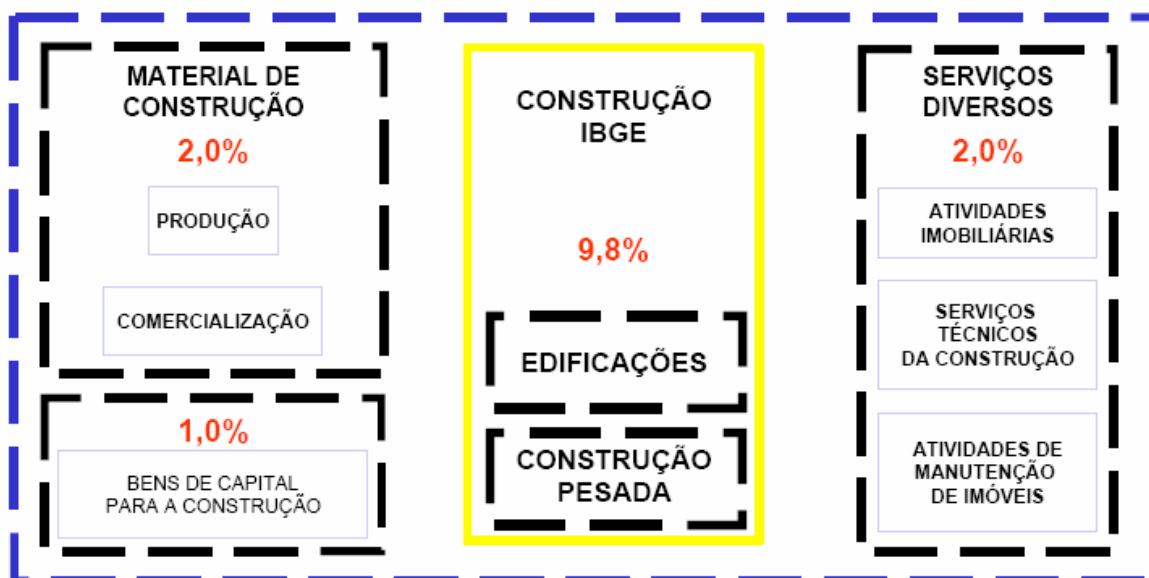 MATERIAL DE
CONSTRUÇÃO
2,0%
PRODUÇÃO
COMERCIALIZAÇÃO
1,0%
BENS DE CAPITAL
PARA A CONSTRUÇÃO
CONSTRUÇÃO
IBGE
9,8%
EDIFICAÇÕES
CONSTRUÇÃO
PESADA
SERVIÇOS
DIVERSOS
2,0%
ATIVIDADES
IMOBILIÁRIAS
SERVIÇOS
TÉCNICOS
DA CONSTRUÇÃO
ATIVIDADES DE
MANUTENÇÃO
DE IMÓVEIS